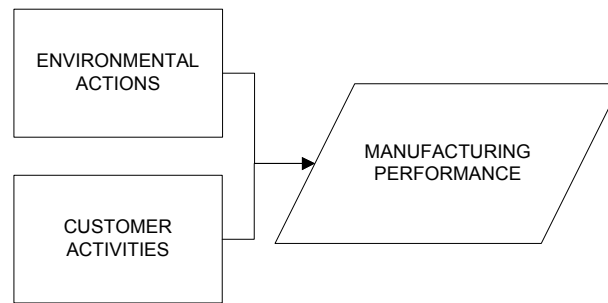 ENVIRONMENTAL
ACTIONS
CUSTOMER
ACTIVITIES
MANUFACTURING
PERFORMANCE